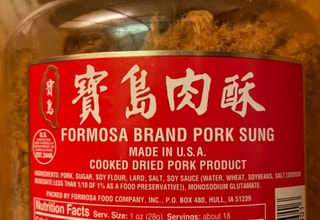 寶島
寶島肉酥
FORMOSA BRAND PORK SUNG
MADE IN U.S.A.
COOKED DRIED PORK PRODUCT
INGREDIENTS: PORK, SUGAR, SOY FLOUR, LARD, SALT, SOY SAUCE (WATER, WHEAT, SOYBEANS, SALT (SODIUM
LESS THAN 1/10 OF 1% AS A FOOD PRESERVATIVE)), MONOSODIUM GLUTAMATE.
PACKED BY FORMOSA FOOD COMPANY, INC., P.O. BOX 480, HULL, IA 51239
Nutrition Facts
Serv. Size: 1 oz (28g) Servings: about 18